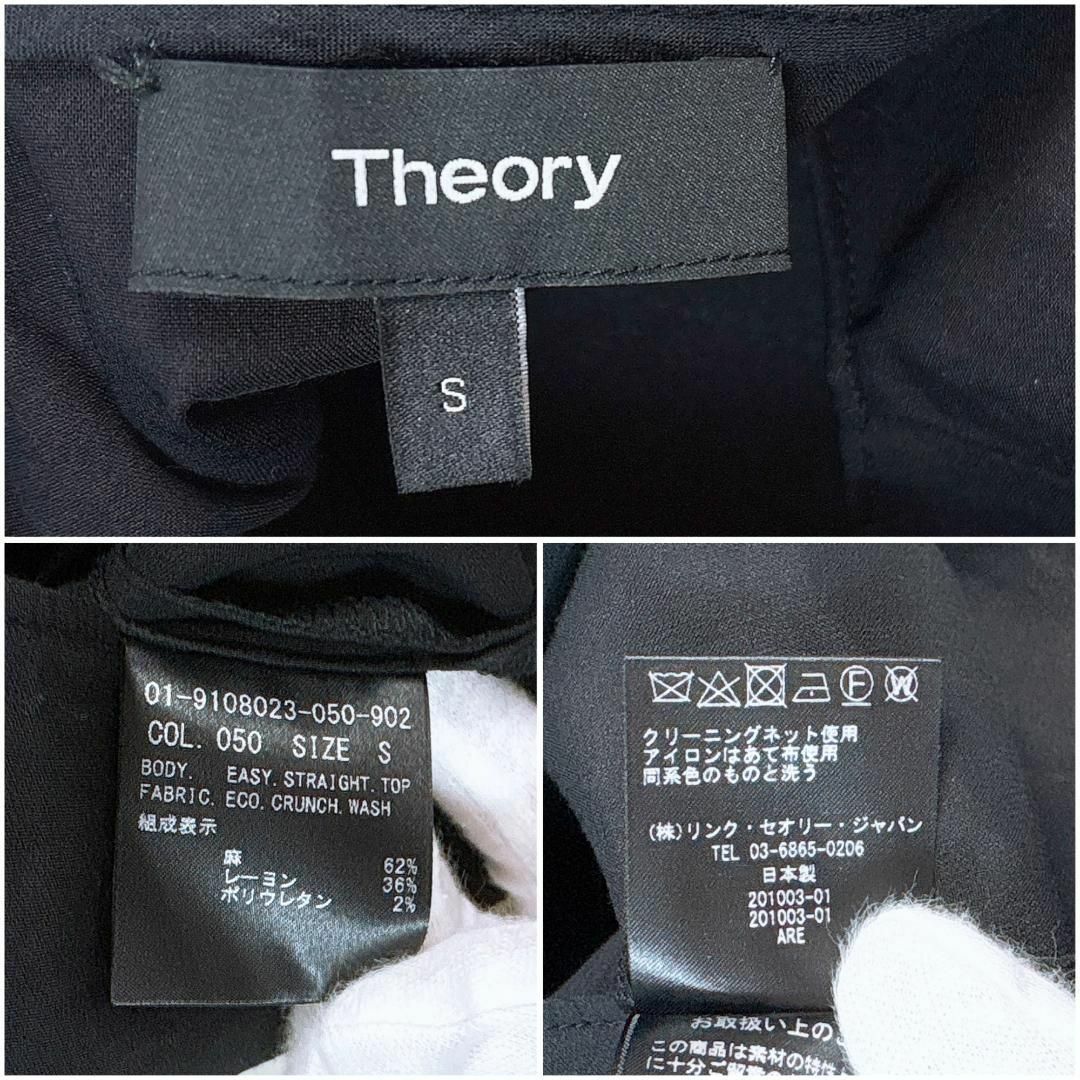 Theory
S
01-9108023-050-902
COL. 050 SIZE S
BODY. EASY.STRAIGHT.TOP
FABRIC. ECO.CRUNCH.WASH
組成表示
麻 62%
レーヨン 36%
ポリウレタン 2%
F W
クリーニングネット使用
アイロンはあて布使用
同系色のものと洗う
(株)リンク・セオリー・ジャパン
TEL 03-6865-0206
日本製
201003-01
201003-01
ARE
お取扱い上の
この商品は素材の特性
に十分